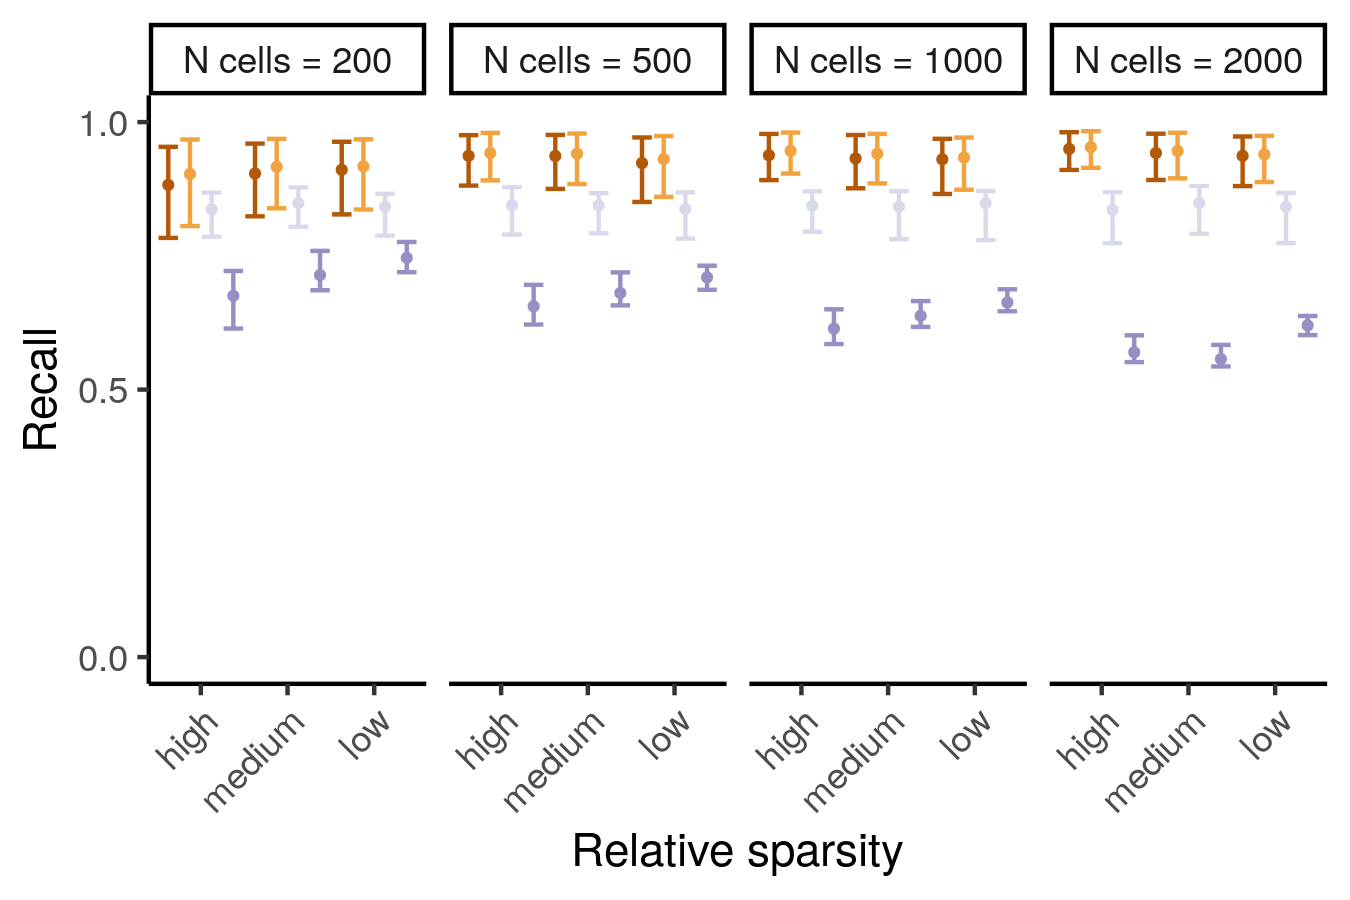 N cells = 200
N cells = 500
N cells = 1000
N cells = 2000
1.0
0.5
0.0
Recall
high
medium
low
high
medium
low
high
medium
low
high
medium
low
Relative sparsity